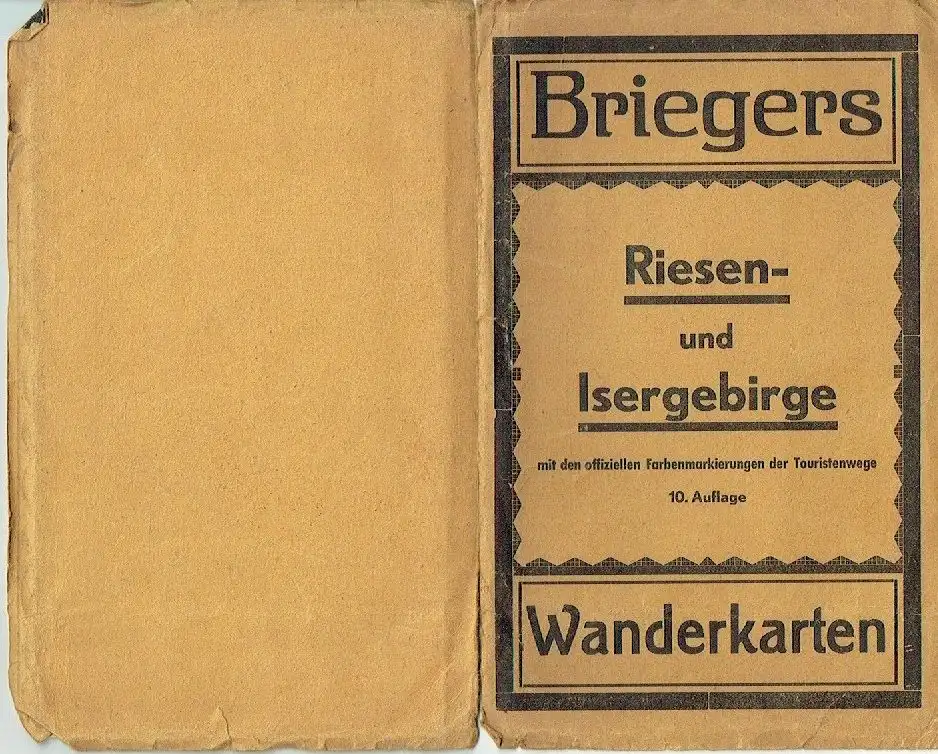 Briegers
Riesen-
und
Isergebirge
mit den offiziellen Farbenmarkierungen der Touristenwege
10. Auflage
Wanderkarten